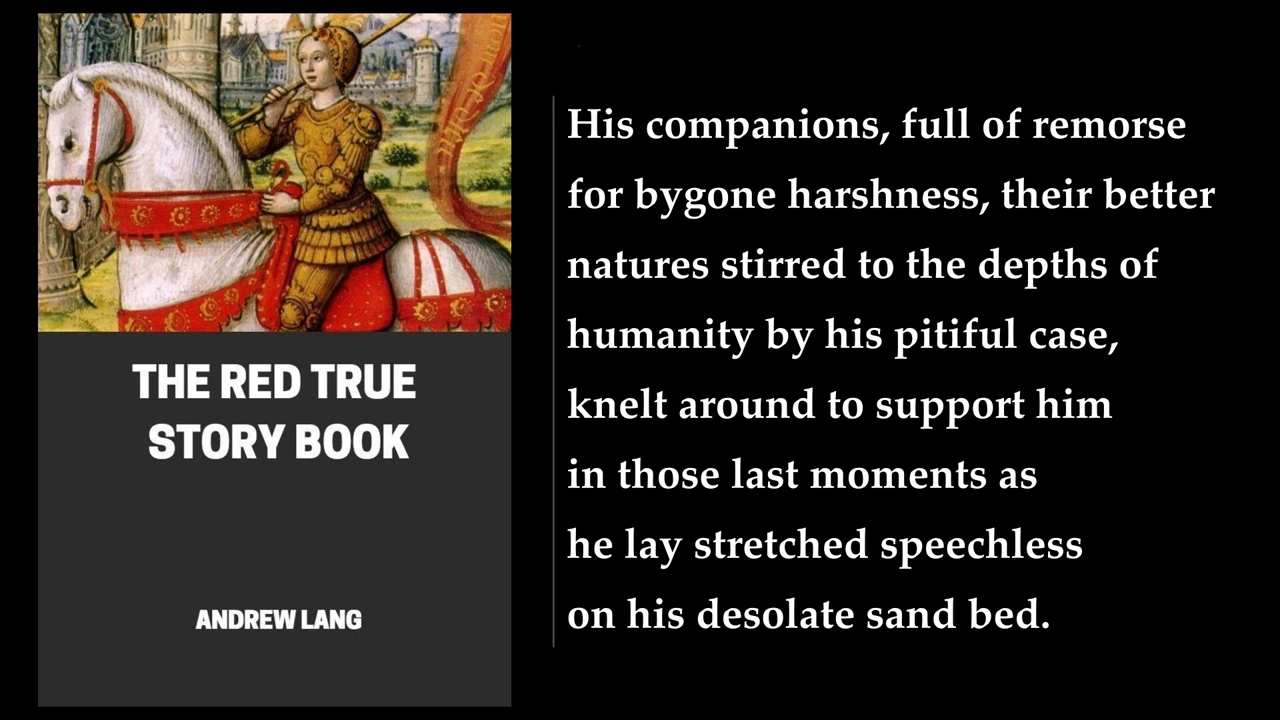 THE RED TRUE
STORY BOOK
ANDREW LANG
His companions, full of remorse
for bygone harshness, their better
natures stirred to the depths of
humanity by his pitiful case,
knelt around to support him
in those last moments as
he lay stretched speechless
on his desolate sand bed.